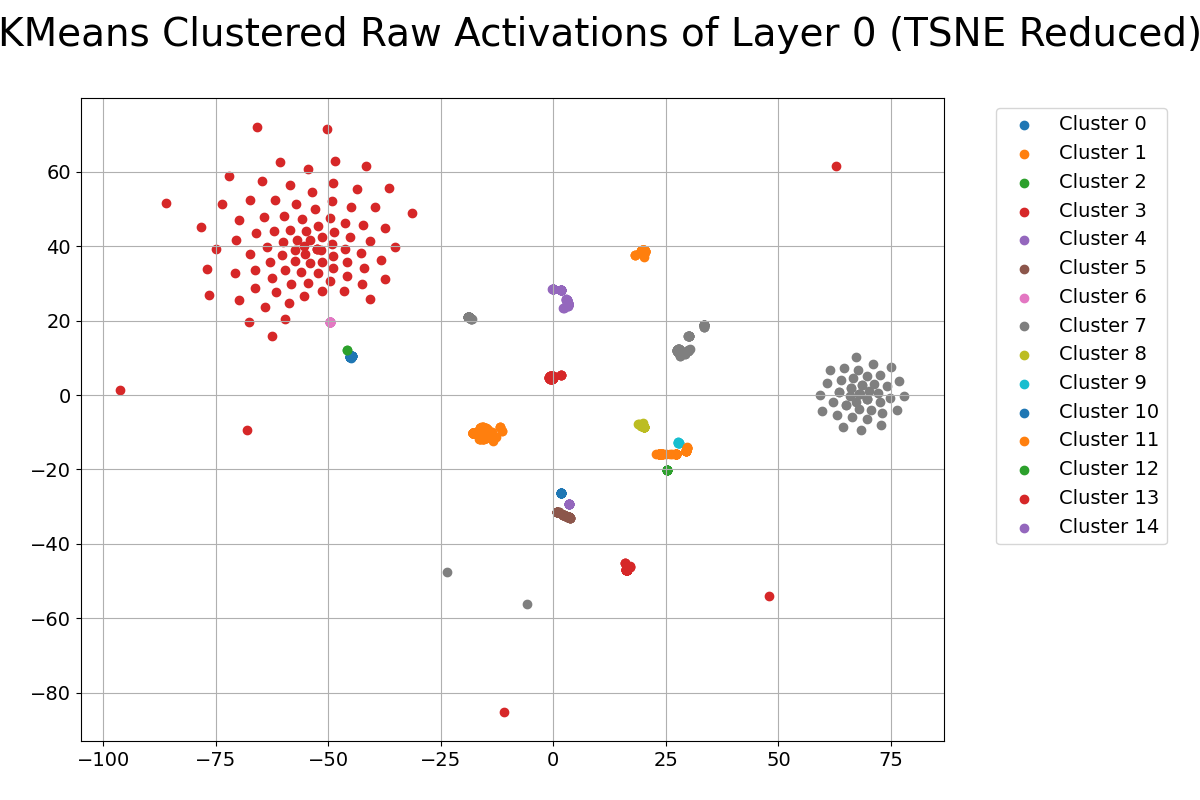 KMeans Clustered Raw Activations of Layer 0 (TSNE Reduced)
60
40
20
0
−20
−40
−60
−80
−100
−75
−50
−25
0
25
50
75
Cluster 0
Cluster 1
Cluster 2
Cluster 3
Cluster 4
Cluster 5
Cluster 6
Cluster 7
Cluster 8
Cluster 9
Cluster 10
Cluster 11
Cluster 12
Cluster 13
Cluster 14